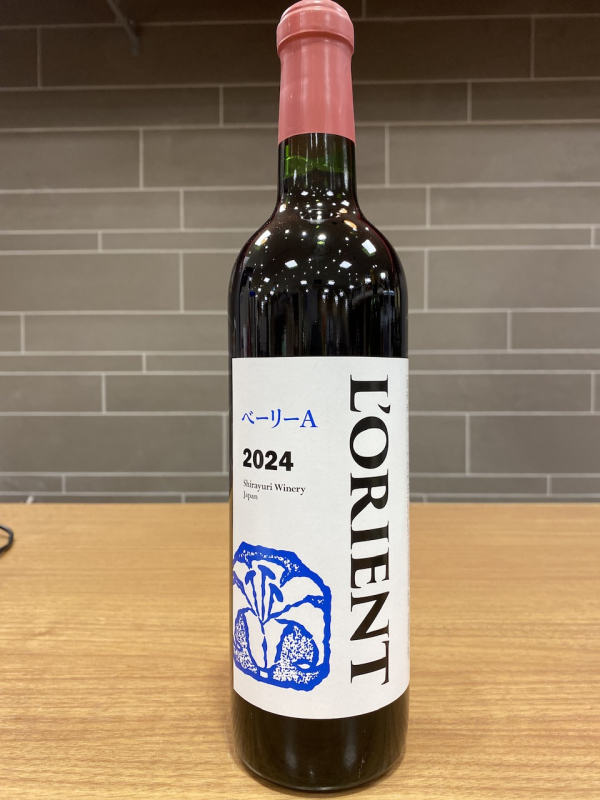 ベーリーA
2024
Shirayuri Winery
Japan
L'ORIENT